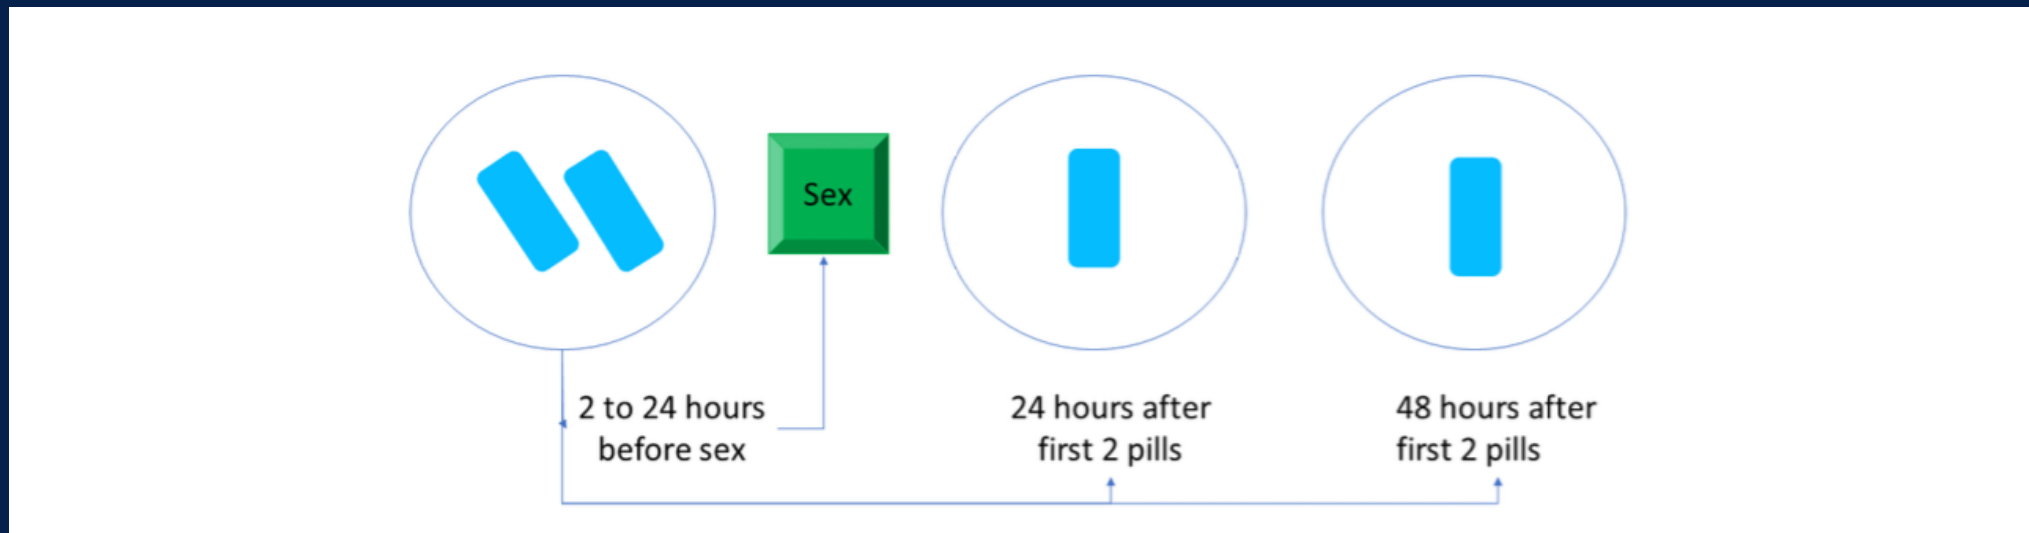 Sex
2 to 24 hours
before sex
24 hours after
first 2 pills
48 hours after
first 2 pills